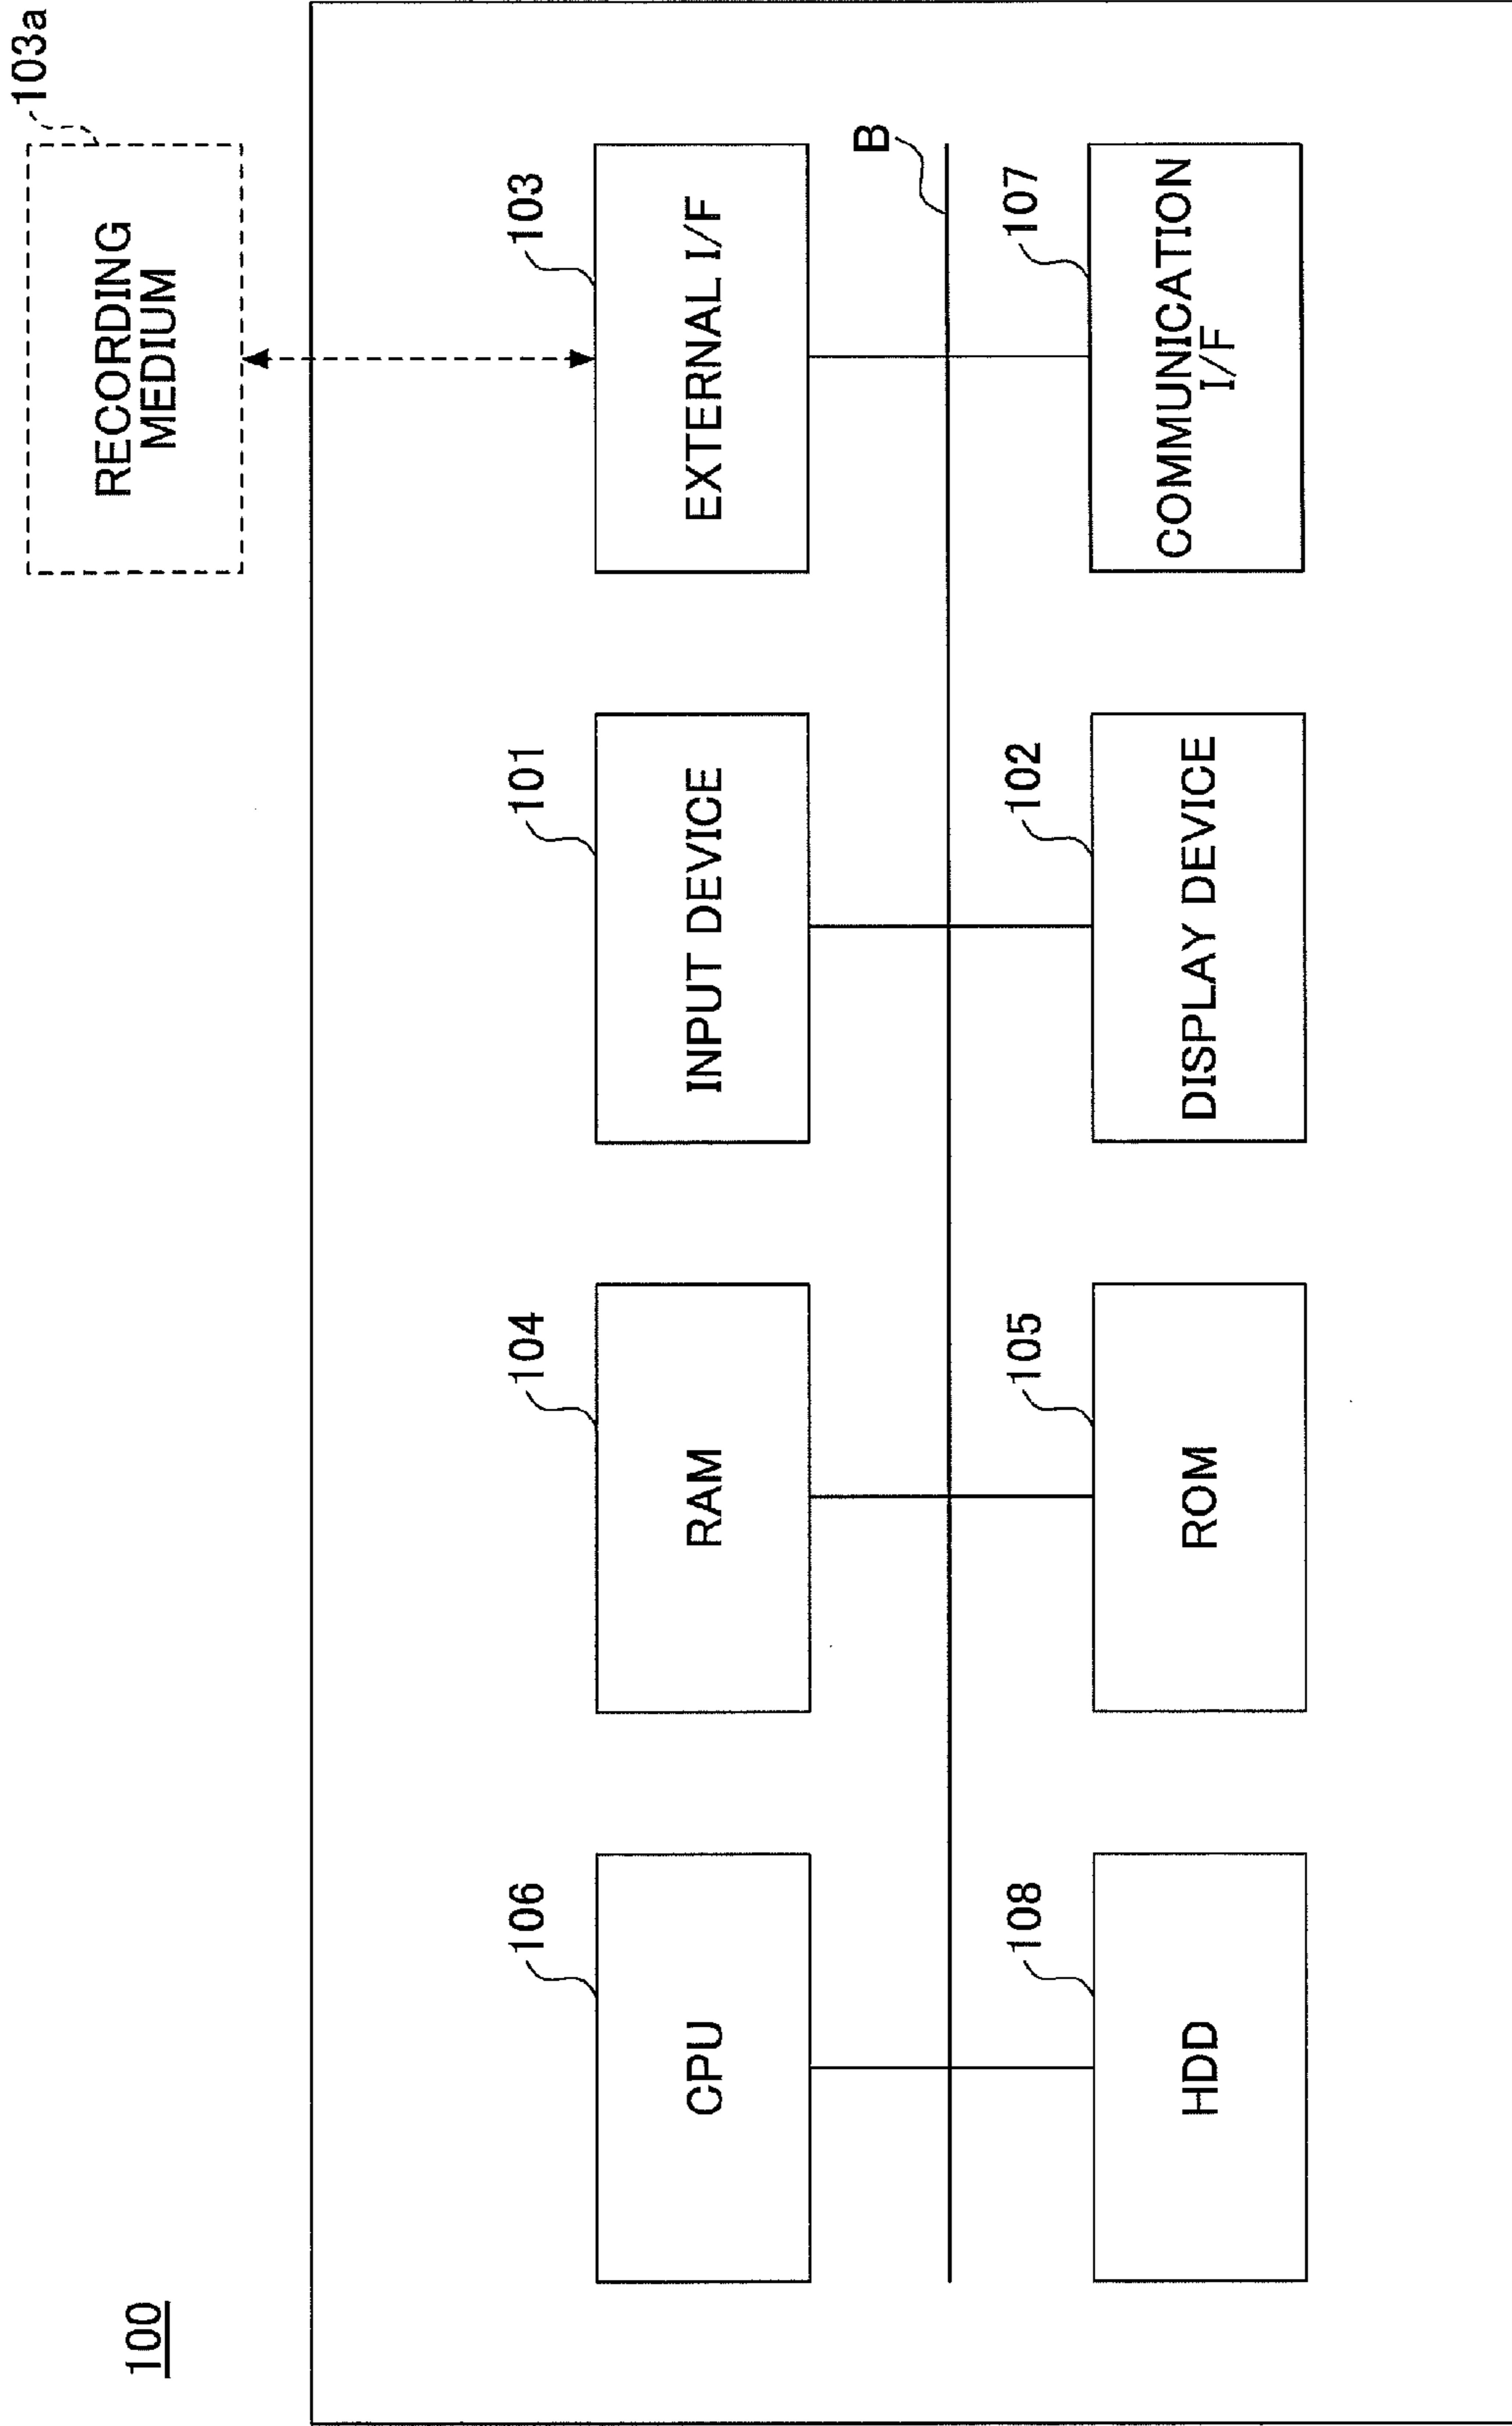 100
103a
RECORDING
MEDIUM
106
104
101
103
CPU
RAM
INPUT DEVICE
EXTERNAL I/F
B
108
105
102
107
HDD
ROM
DISPLAY DEVICE
COMMUNICATION
I/F